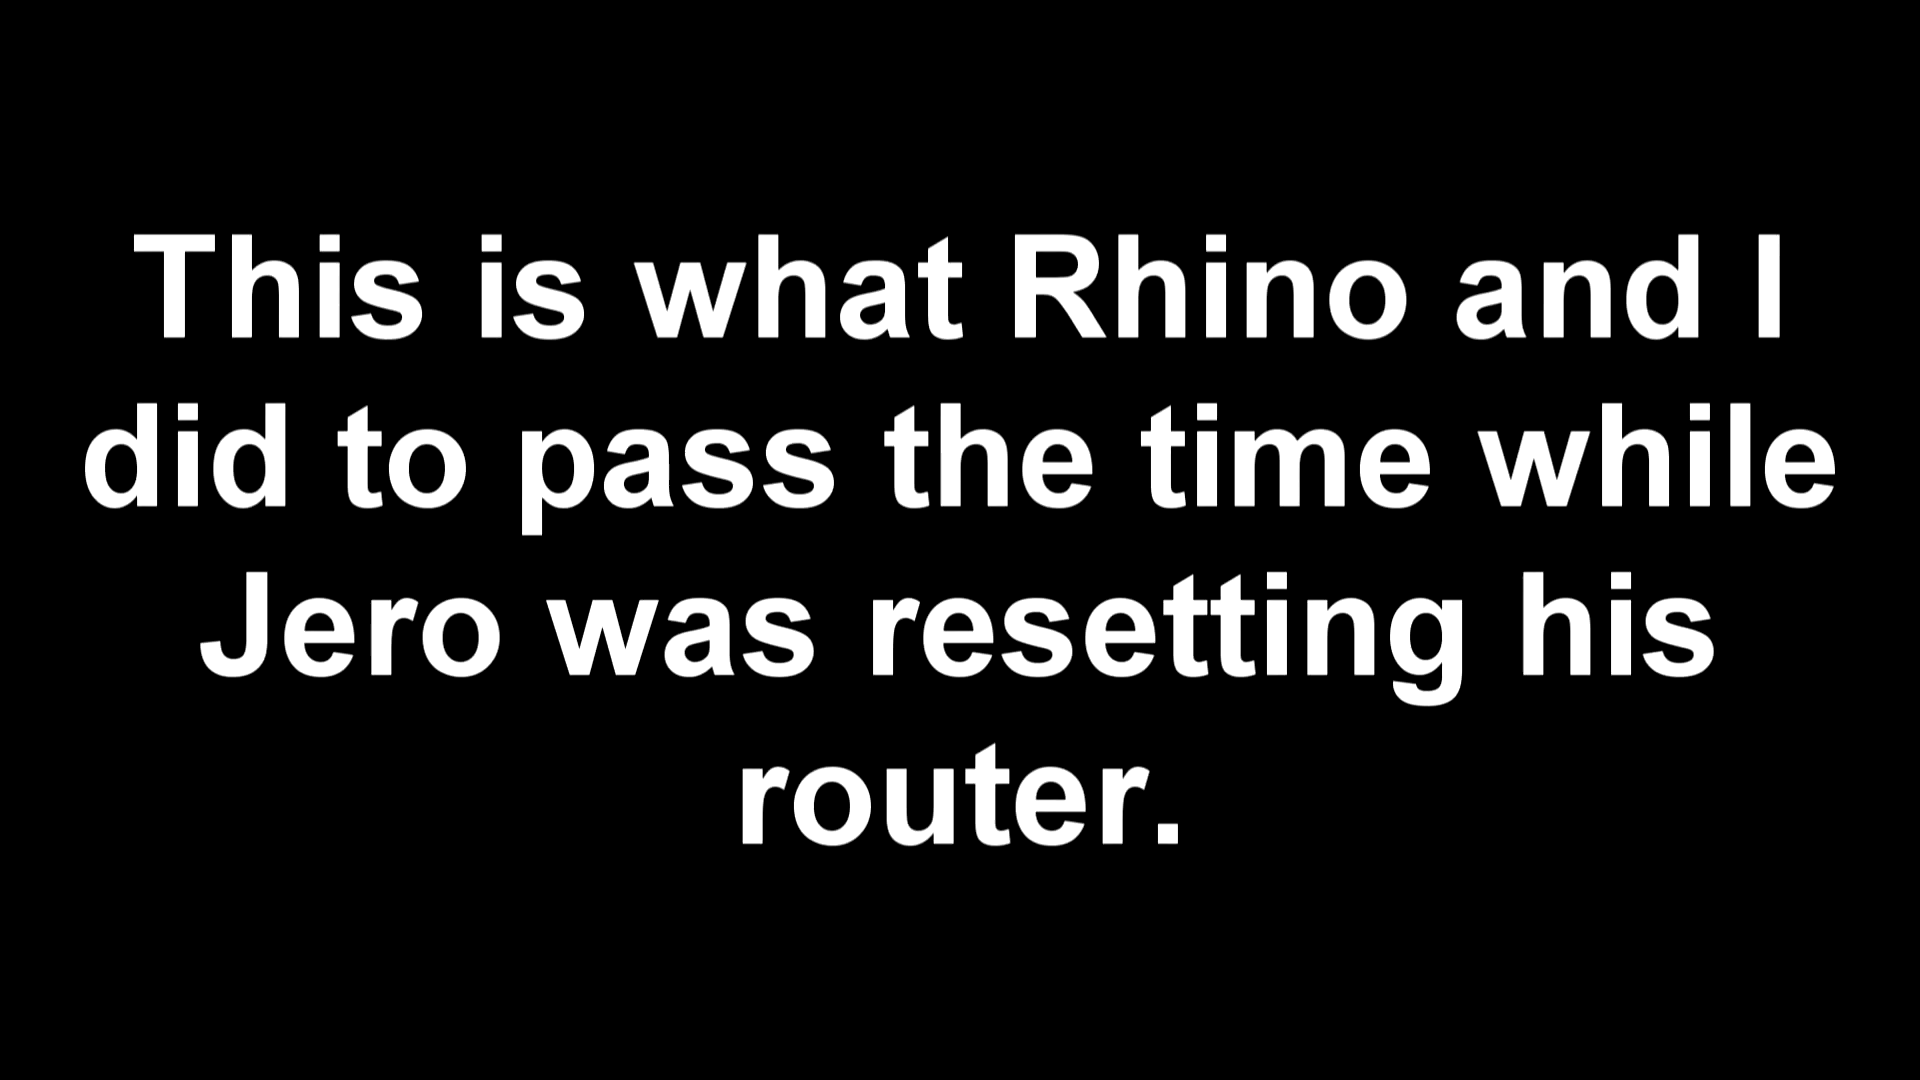 This is what Rhino and I
did to pass the time while
Jero was resetting his
router.